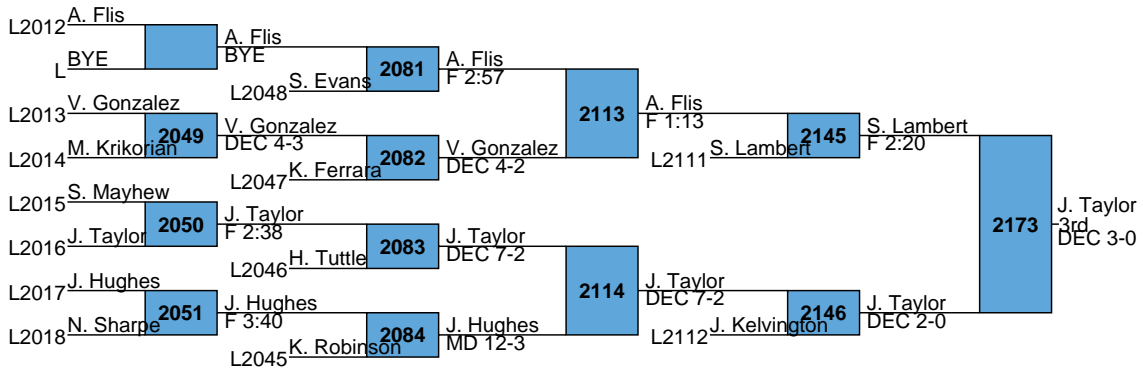 L2012 A. Flis
L BYE
A. Flis
BYE
L2048 S. Evans
2081
A. Flis
F 2:57
L2013 V. Gonzalez
2049
L2014 M. Krikorian
V. Gonzalez
DEC 4-3
L2047 K. Ferrara
2082
V. Gonzalez
DEC 4-2
2113
A. Flis
F 1:13
L2111 S. Lambert
2145
S. Lambert
F 2:20
L2015 S. Mayhew
2050
L2016 J. Taylor
J. Taylor
F 2:38
L2046 H. Tuttle
2083
J. Taylor
DEC 7-2
L2017 J. Hughes
2051
L2018 N. Sharpe
J. Hughes
F 3:40
L2045 K. Robinson
2084
J. Hughes
MD 12-3
2114
J. Taylor
DEC 7-2
L2112 J. Kelvington
2146
J. Taylor
DEC 2-0
2173
J. Taylor
3rd
DEC 3-0